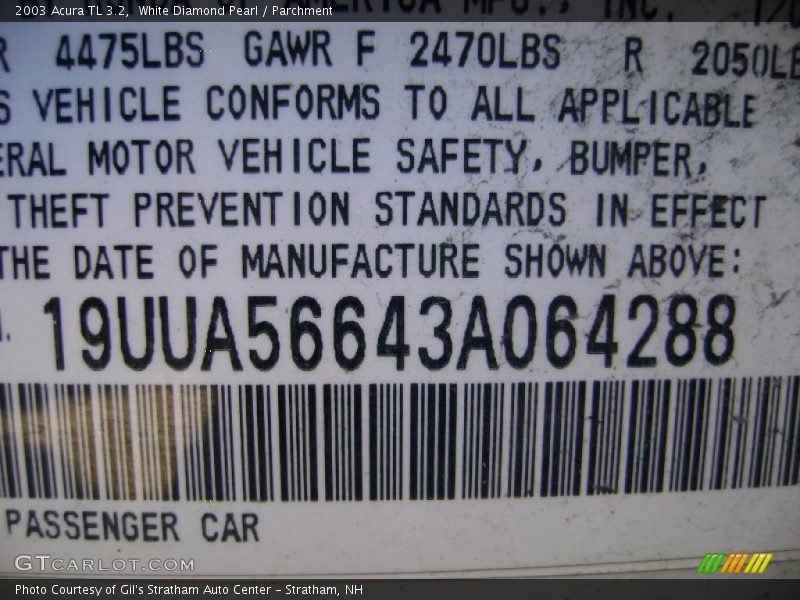 2003 Acura TL 3.2, White Diamond Pearl / Parchment
4475LBS GAWR F 2470LBS R 2050LB
VEHICLE CONFORMS TO ALL APPLICABLE
ERAL MOTOR VEHICLE SAFETY, BUMPER,
THEFT PREVENTION STANDARDS IN EFFECT
THE DATE OF MANUFACTURE SHOWN ABOVE:
19UUA56643A064288
PASSENGER CAR
GTCARLOT.COM
Photo Courtesy of Gil's Stratham Auto Center - Stratham, NH